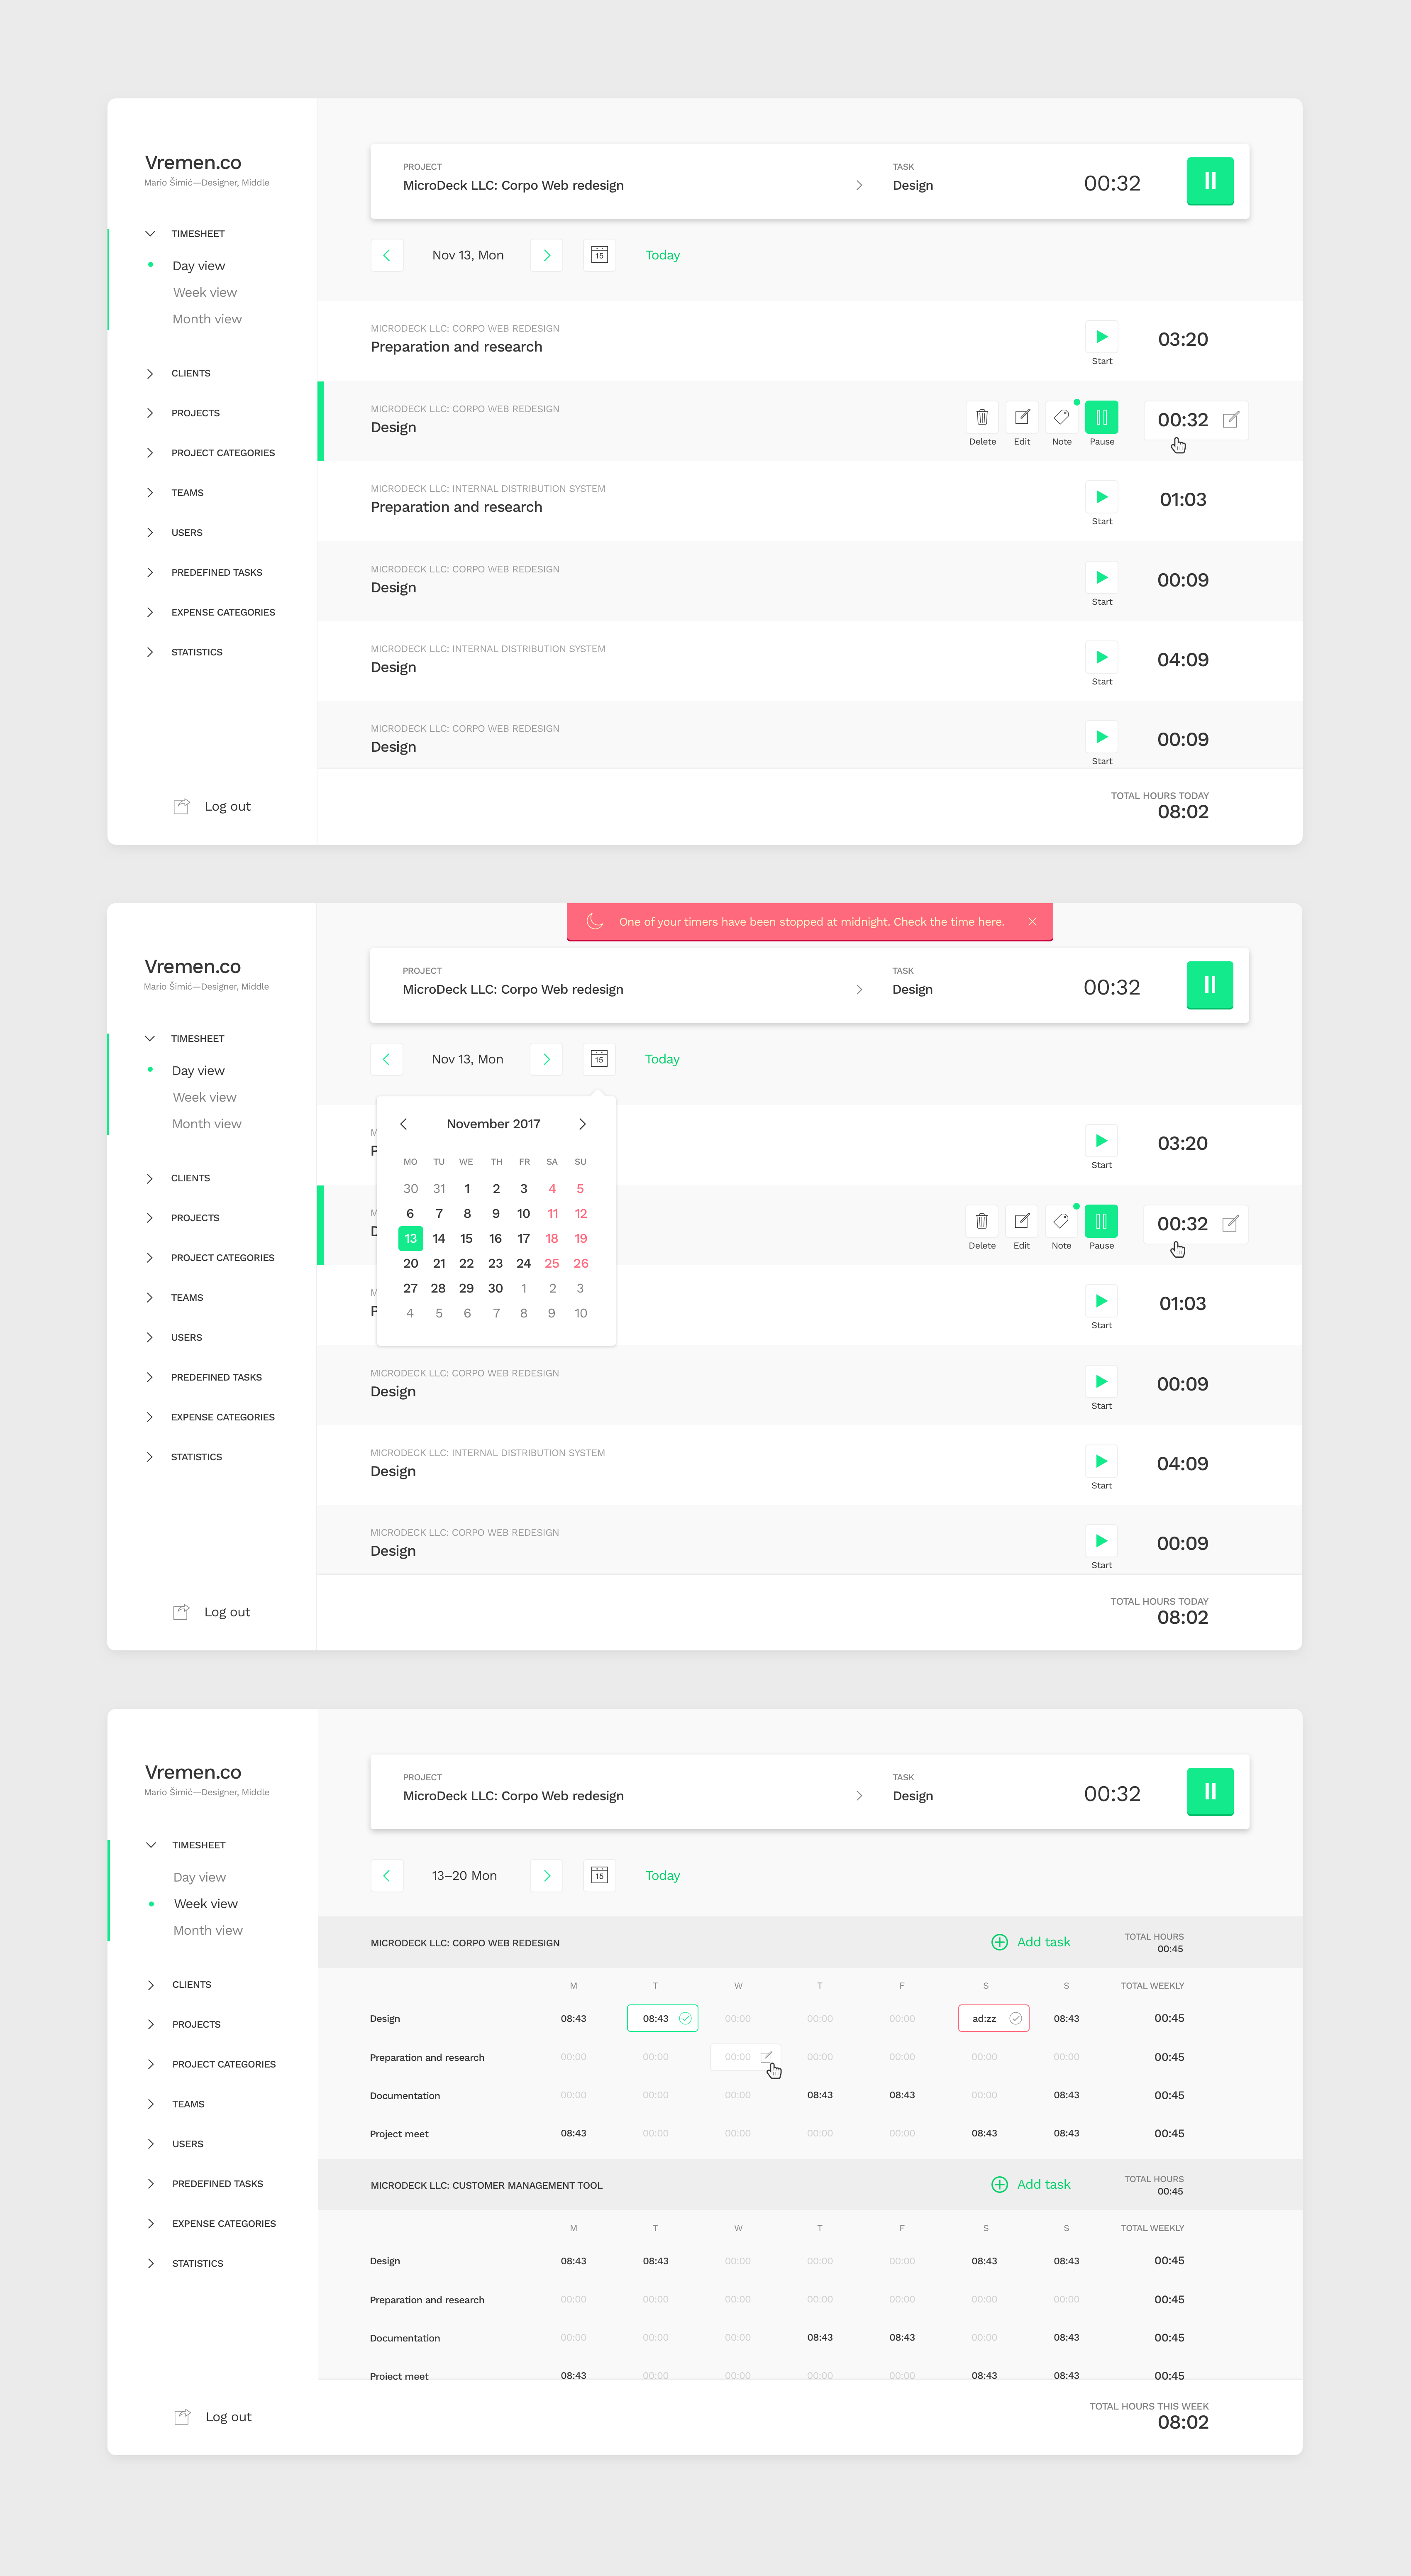 Vremen.co
Mario Šimić—Designer, Middle
TIMESHEET
Day view
Week view
Month view
CLIENTS
PROJECTS
PROJECT CATEGORIES
TEAMS
USERS
PREDEFINED TASKS
EXPENSE CATEGORIES
STATISTICS
Log out
PROJECT TASK
MicroDeck LLC: Corpo Web redesign Design 00:32
Nov 13, Mon 15 Today
MICRODECK LLC: CORPO WEB REDESIGN
Preparation and research 03:20
Start
MICRODECK LLC: CORPO WEB REDESIGN
Design 00:32
Delete Edit Note Pause
MICRODECK LLC: INTERNAL DISTRIBUTION SYSTEM
Preparation and research 01:03
Start
MICRODECK LLC: CORPO WEB REDESIGN
Design 00:09
Start
MICRODECK LLC: INTERNAL DISTRIBUTION SYSTEM
Design 04:09
Start
MICRODECK LLC: CORPO WEB REDESIGN
Design 00:09
Start
TOTAL HOURS TODAY
08:02
Vremen.co
Mario Šimić—Designer, Middle
TIMESHEET
Day view
Week view
Month view
CLIENTS
PROJECTS
PROJECT CATEGORIES
TEAMS
USERS
PREDEFINED TASKS
EXPENSE CATEGORIES
STATISTICS
Log out
One of your timers have been stopped at midnight. Check the time here.
PROJECT TASK
MicroDeck LLC: Corpo Web redesign Design 00:32
Nov 13, Mon 15 Today
November 2017
MO TU WE TH FR SA SU
30 31 1 2 3 4 5
6 7 8 9 10 11 12
13 14 15 16 17 18 19
20 21 22 23 24 25 26
27 28 29 30 1 2 3
4 5 6 7 8 9 10
M
P 03:20
Start
M
D 00:32
Delete Edit Note Pause
M
P 01:03
Start
MICRODECK LLC: CORPO WEB REDESIGN
Design 00:09
Start
MICRODECK LLC: INTERNAL DISTRIBUTION SYSTEM
Design 04:09
Start
MICRODECK LLC: CORPO WEB REDESIGN
Design 00:09
Start
TOTAL HOURS TODAY
08:02
Vremen.co
Mario Šimić—Designer, Middle
TIMESHEET
Day view
Week view
Month view
CLIENTS
PROJECTS
PROJECT CATEGORIES
TEAMS
USERS
PREDEFINED TASKS
EXPENSE CATEGORIES
STATISTICS
Log out
PROJECT TASK
MicroDeck LLC: Corpo Web redesign Design 00:32
13–20 Mon 15 Today
MICRODECK LLC: CORPO WEB REDESIGN Add task TOTAL HOURS
00:45
M T W T F S S TOTAL WEEKLY
Design 08:43 08:43 00:00 00:00 00:00 ad:zz 08:43 00:45
Preparation and research 00:00 00:00 00:00 00:00 00:00 00:00 00:00 00:45
Documentation 00:00 00:00 00:00 08:43 08:43 00:00 08:43 00:45
Project meet 08:43 00:00 00:00 00:00 00:00 08:43 08:43 00:45
MICRODECK LLC: CUSTOMER MANAGEMENT TOOL Add task TOTAL HOURS
00:45
M T W T F S S TOTAL WEEKLY
Design 08:43 08:43 00:00 00:00 00:00 08:43 08:43 00:45
Preparation and research 00:00 00:00 00:00 00:00 00:00 00:00 00:00 00:45
Documentation 00:00 00:00 00:00 08:43 08:43 00:00 08:43 00:45
Project meet 08:43 00:00 00:00 00:00 00:00 08:43 08:43 00:45
TOTAL HOURS THIS WEEK
08:02